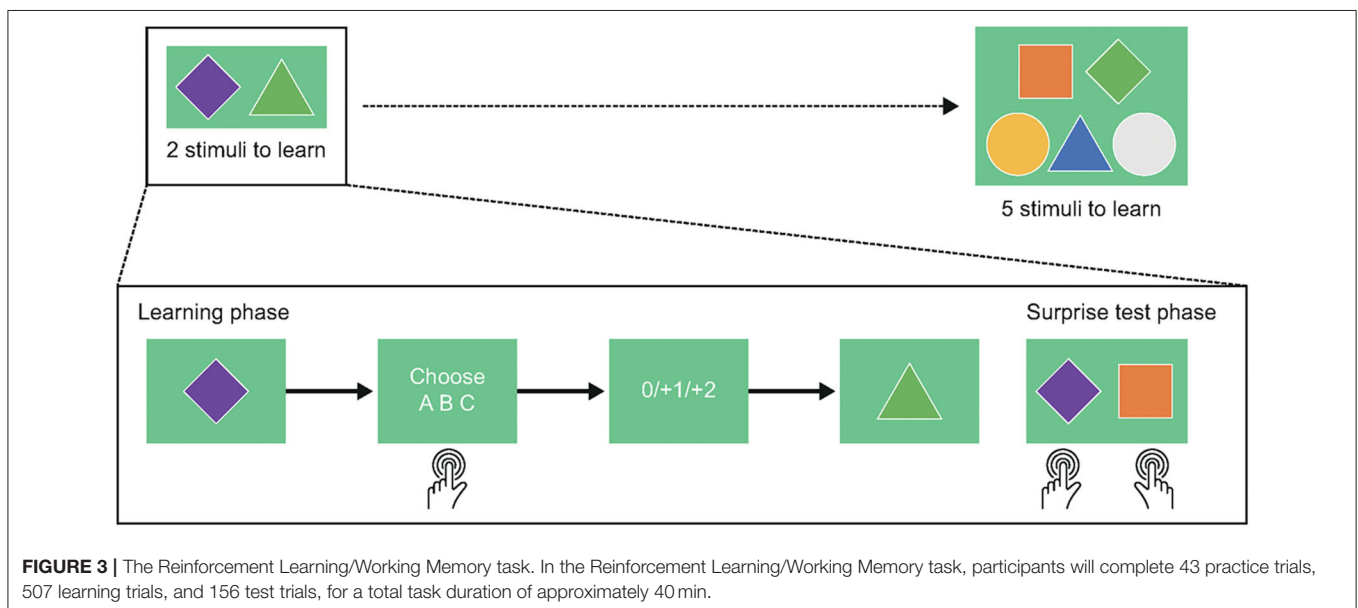 2 stimuli to learn
5 stimuli to learn
Learning phase
Surprise test phase
Choose
A B C
0/+1/+2
FIGURE 3 | The Reinforcement Learning/Working Memory task. In the Reinforcement Learning/Working Memory task, participants will complete 43 practice trials,
507 learning trials, and 156 test trials, for a total task duration of approximately 40 min.